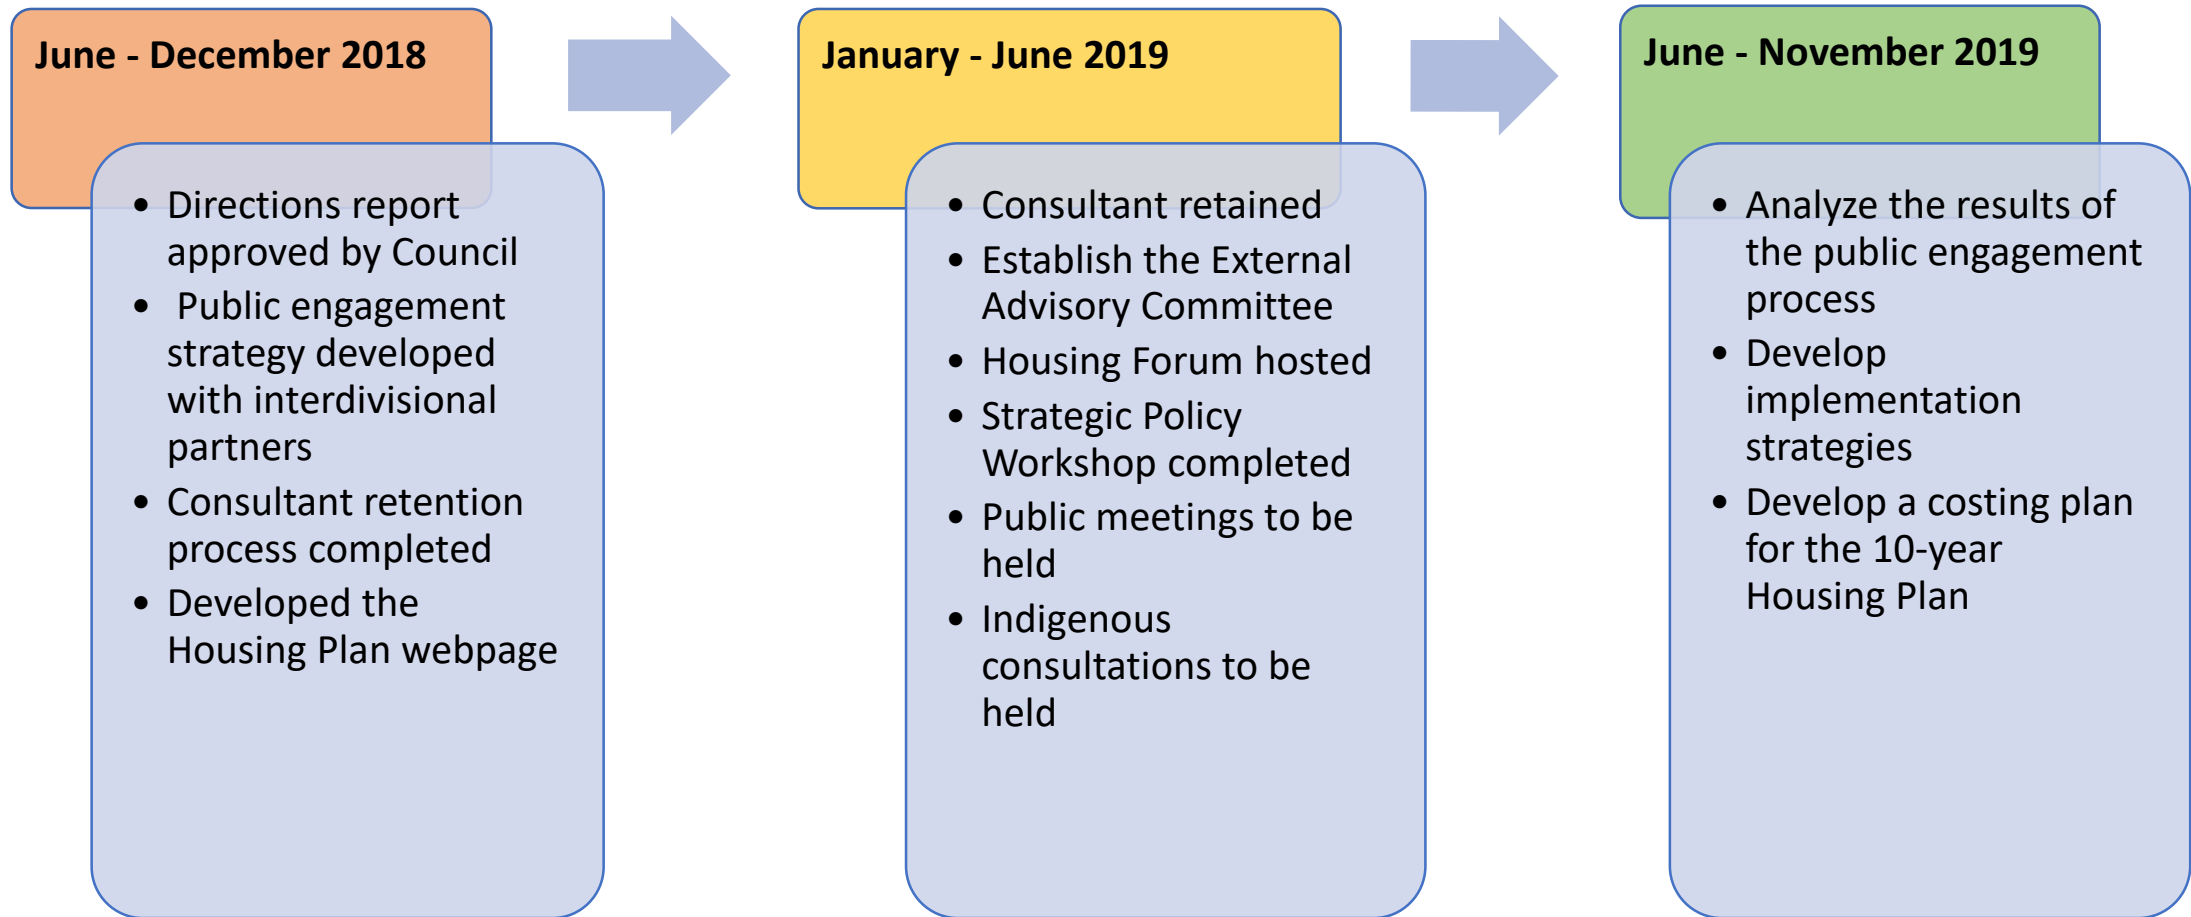 June - December 2018
• Directions report
approved by Council
• Public engagement
strategy developed
with interdivisional
partners
• Consultant retention
process completed
• Developed the
Housing Plan webpage
January - June 2019
• Consultant retained
• Establish the External
Advisory Committee
• Housing Forum hosted
• Strategic Policy
Workshop completed
• Public meetings to be
held
• Indigenous
consultations to be
held
June - November 2019
• Analyze the results of
the public engagement
process
• Develop
implementation
strategies
• Develop a costing plan
for the 10-year
Housing Plan